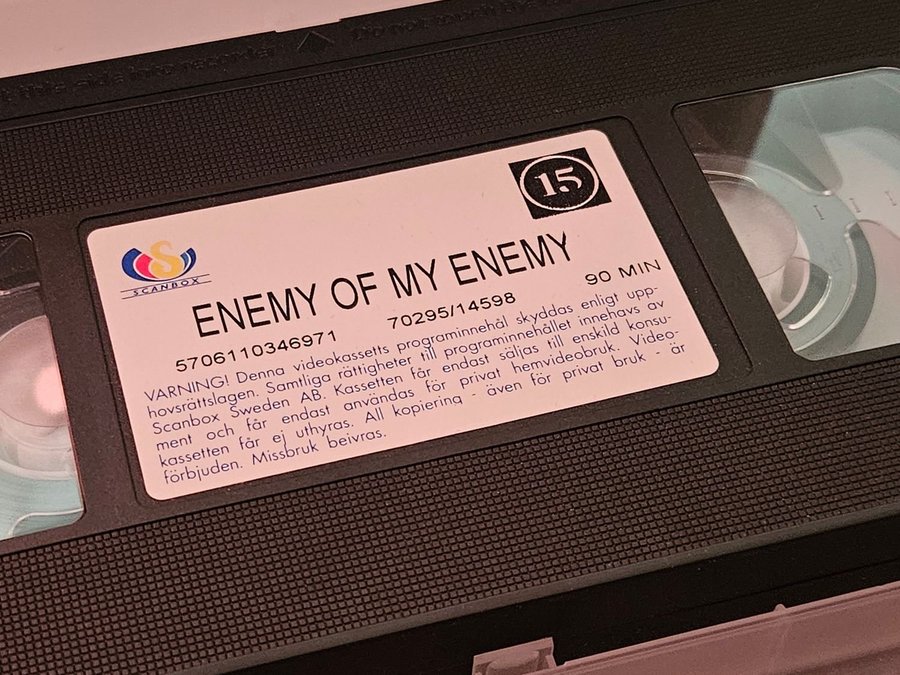 15
SCANBOX
ENEMY OF MY ENEMY
5706110346971 70295/14598 90 MIN
VARNING! Denna videokassetts programinnehål skyddas enligt upp-
hovsrättslagen. Samtliga rättigheter till programinnehållet innehavs av
Scanbox Sweden AB. Kassetten får endast säljas till enskild konsu-
ment och får endast användas för privat hemvideobruk. Video-
kassetten får ej uthyras. All kopiering - även för privat bruk - är
förbjuden. Missbruk beivras.